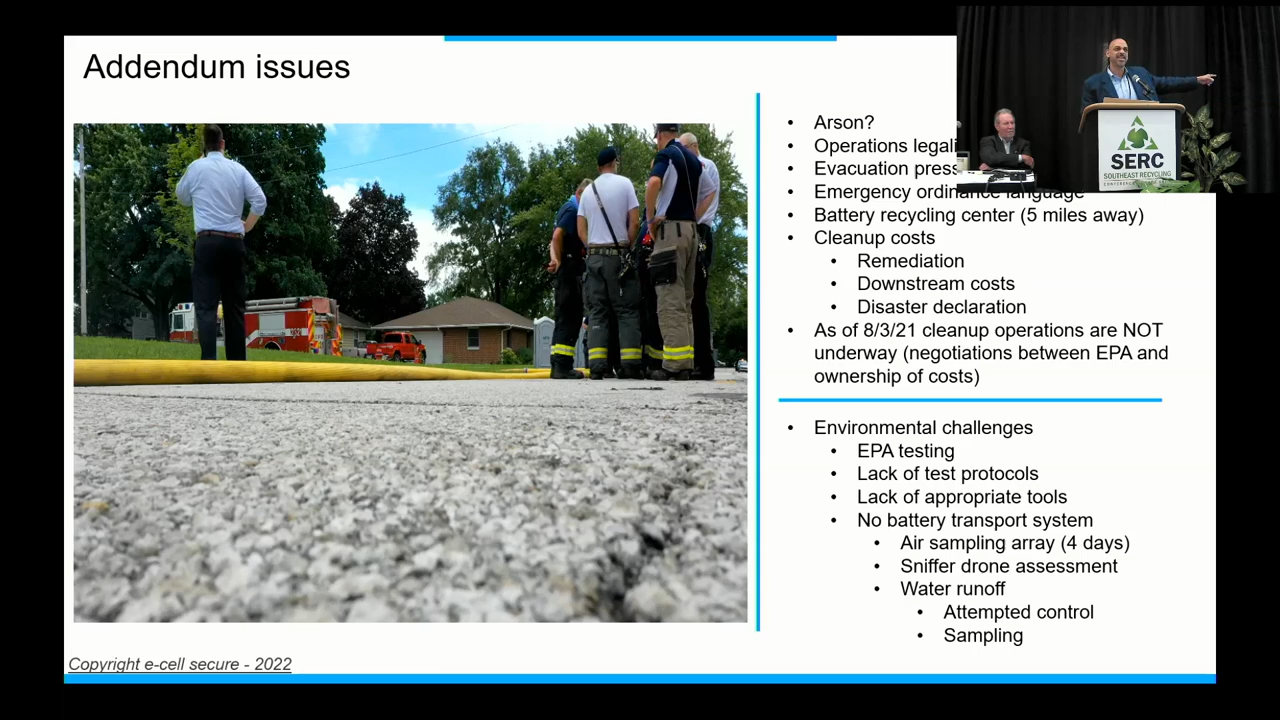 Addendum issues
Arson?
Operations
Evacuation
Emergency ordinance language
Battery recycling center (5 miles away)
Cleanup costs
Remediation
Downstream costs
Disaster declaration
As of 8/3/21 cleanup operations are NOT
underway (negotiations between EPA and
ownership of costs)
Environmental challenges
EPA testing
Lack of test protocols
Lack of appropriate tools
No battery transport system
Air sampling array (4 days)
Sniffer drone assessment
Water runoff
Attempted control
Sampling
Copyright e-cell secure - 2022
SERC
SOUTHEAST RECYCLING